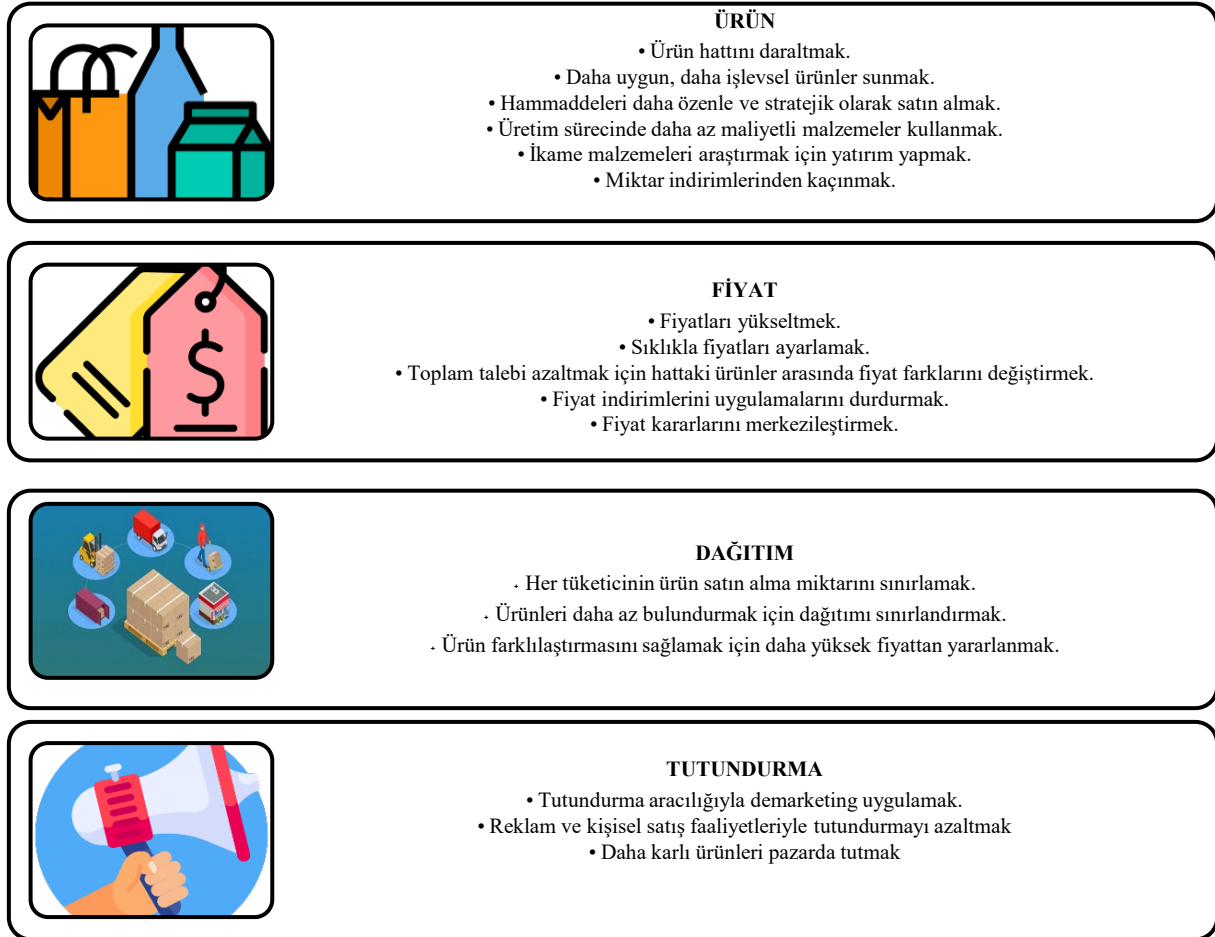 ÜRÜN
• Ürün hattını daraltmak.
• Daha uygun, daha işlevsel ürünler sunmak.
• Hammaddeleri daha özenle ve stratejik olarak satın almak.
• Üretim sürecinde daha az maliyetli malzemeler kullanmak.
• İkame malzemeleri araştırmak için yatırım yapmak.
• Miktar indirimlerinden kaçınmak.
$
FİYAT
• Fiyatları yükseltmek.
• Sıklıkla fiyatları ayarlamak.
• Toplam talebi azaltmak için hattaki ürünler arasında fiyat farklarını değiştirmek.
• Fiyat indirimlerini uygulamalarını durdurmak.
• Fiyat kararlarını merkezileştirmek.
DAĞITIM
+ Her tüketicinin ürün satın alma miktarını sınırlamak.
+ Ürünleri daha az bulundurmak için dağıtımı sınırlandırmak.
+ Ürün farklılaştırmasını sağlamak için daha yüksek fiyattan yararlanmak.
TUTUNDURMA
• Tutundurma aracılığıyla demarketing uygulamak.
• Reklam ve kişisel satış faaliyetleriyle tutundurmayı azaltmak
• Daha karlı ürünleri pazarda tutmak